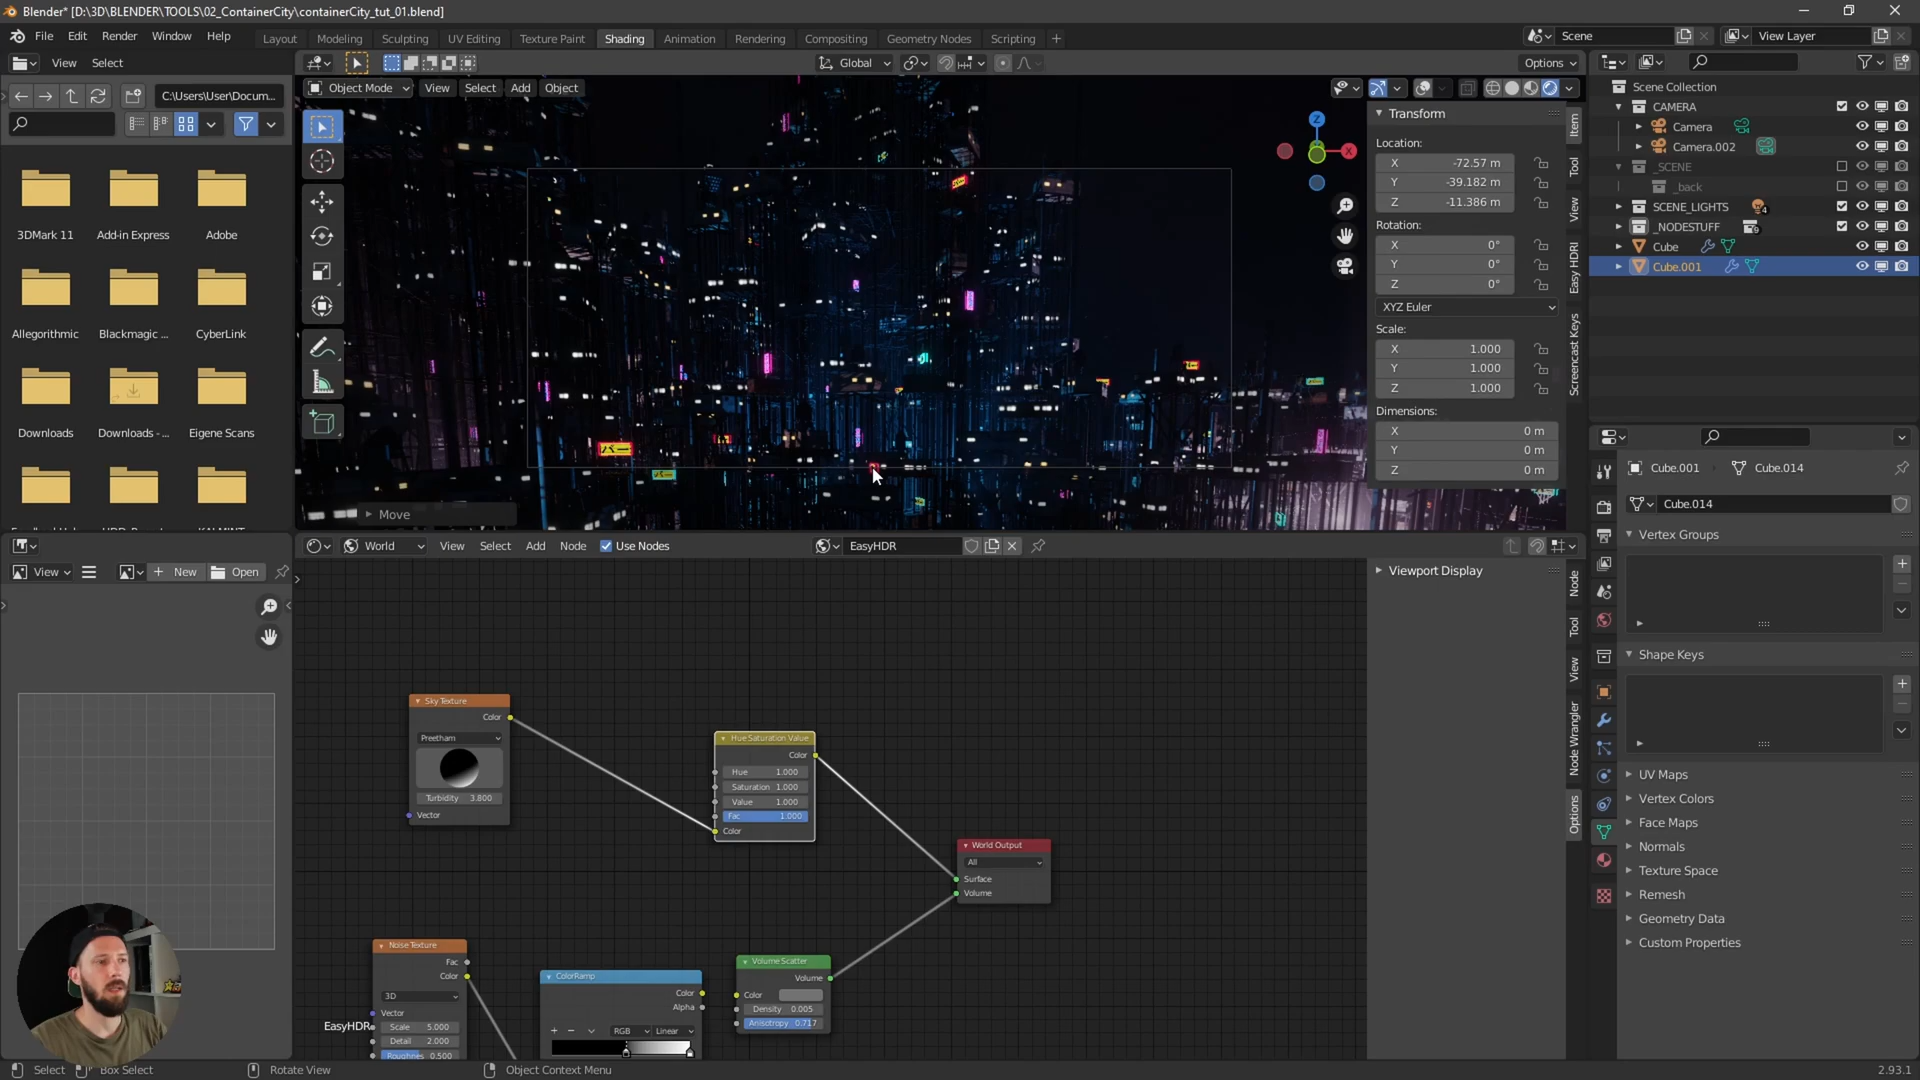 Blender* [D:\3D\BLENDER\TOOLS\02_ContainerCity\containerCity_tut_01.blend]
File Edit Render Window Help
Layout Modeling Sculpting UV Editing Texture Paint Shading Animation Rendering Compositing Geometry Nodes Scripting +
Scene View Layer
View Select
Global Options
C:\Users\User\Docum...
Object Mode View Select Add Object
3DMark 11 Add-in Express Adobe
Allegorithmic Blackmagic ... CyberLink
Downloads Downloads - ... Eigene Scans
バー
Move
Z
X
Transform
Location:
X -72.57 m
Y -39.182 m
Z -11.386 m
Rotation:
X 0°
Y 0°
Z 0°
XYZ Euler
Scale:
X 1.000
Y 1.000
Z 1.000
Dimensions:
X 0 m
Y 0 m
Z 0 m
Item
Tool
View
Easy HDRI
Screencast Keys
Scene Collection
CAMERA
Camera
Camera.002
_SCENE
_back
SCENE_LIGHTS 4
_NODESTUFF 9
Cube
Cube.001
Cube.001 Cube.014
Cube.014
Vertex Groups
Shape Keys
UV Maps
Vertex Colors
Face Maps
Normals
Texture Space
Remesh
Geometry Data
Custom Properties
View New Open
World View Select Add Node Use Nodes EasyHDR
Viewport Display
Node
Tool
View
Node Wrangler
Options
Sky Texture
Color
Preetham
Turbidity 3.800
Vector
Hue Saturation Value
Color
Hue 1.000
Saturation 1.000
Value 1.000
Fac 1.000
Color
World Output
All
Surface
Volume
Noise Texture
Fac
Color
3D
Vector
Scale 5.000
Detail 2.000
Roughness 0.500
EasyHDR
ColorRamp
Color
Alpha
RGB Linear
Volume Scatter
Volume
Color
Density 0.005
Anisotropy 0.717
Select Box Select Rotate View Object Context Menu 2.93.1